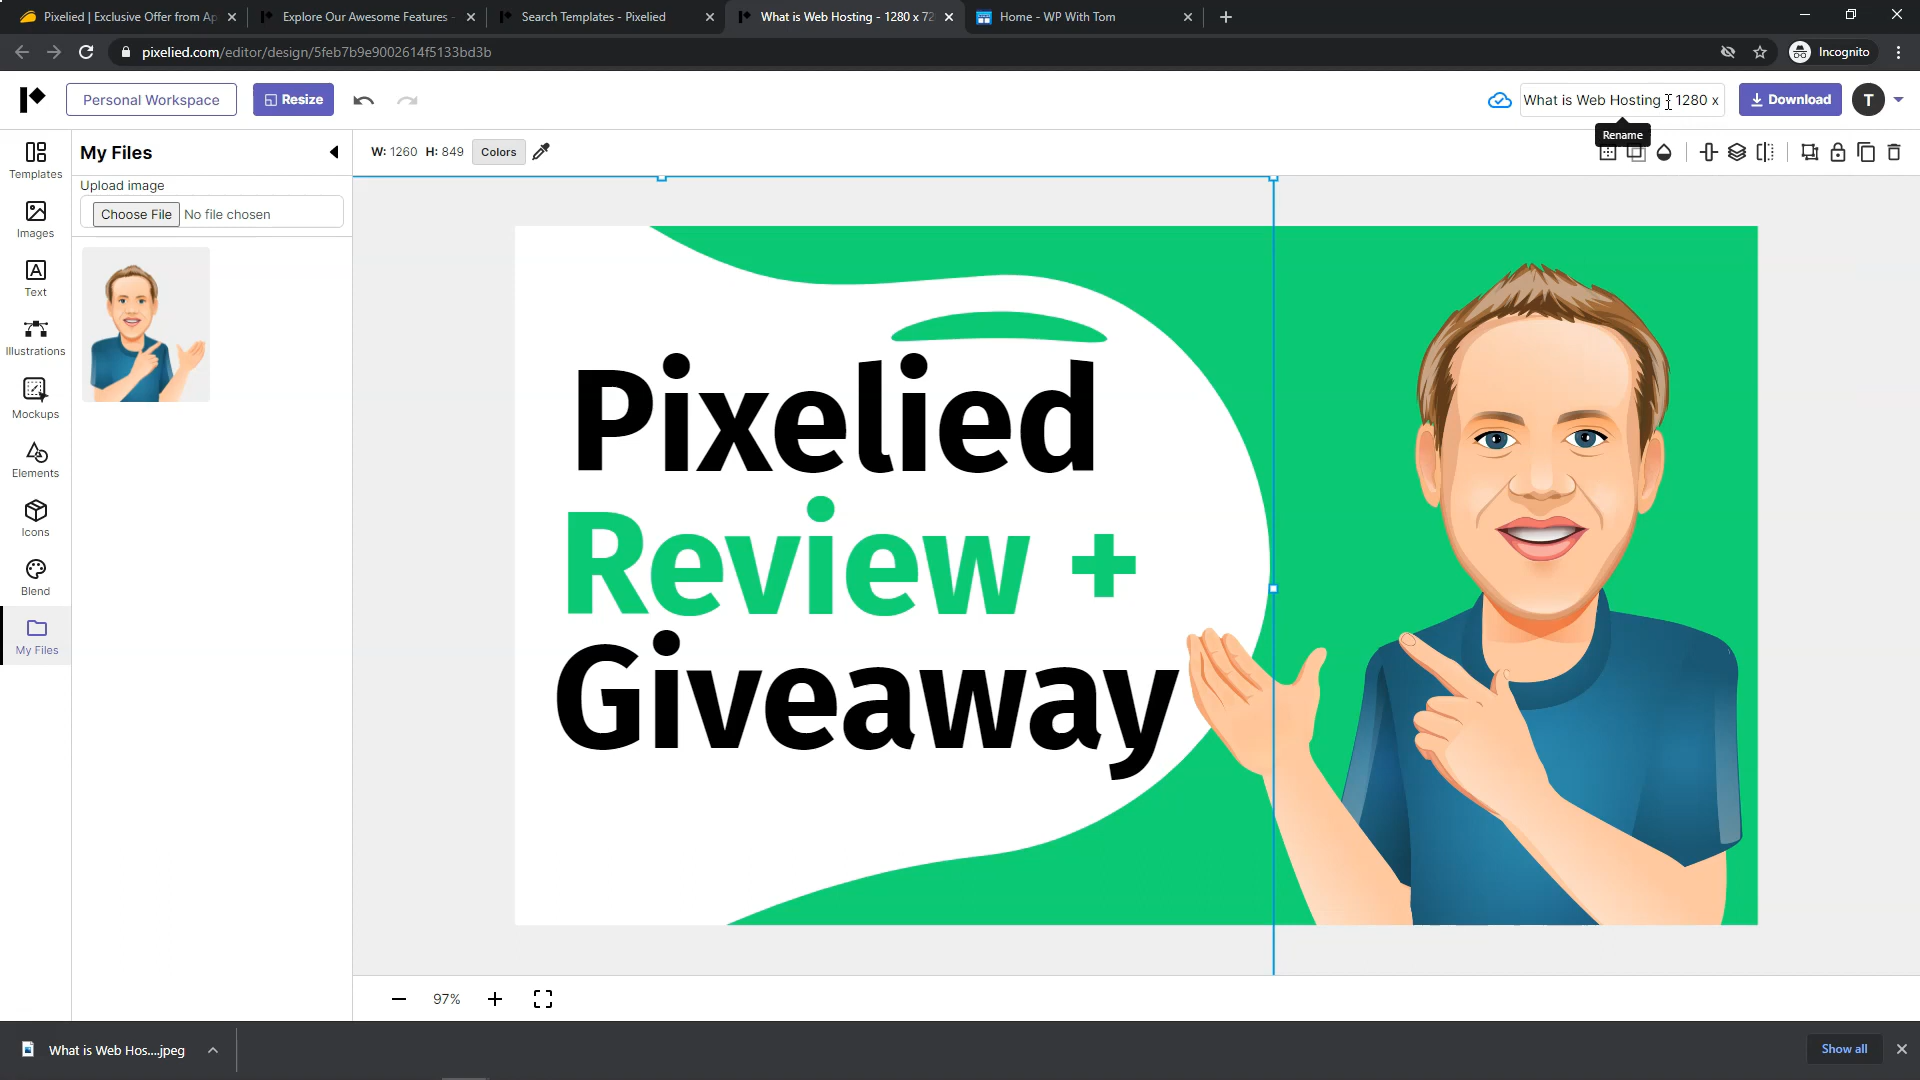 Pixelied | Exclusive Offer from Ap
Explore Our Awesome Features -
Search Templates - Pixelied
What is Web Hosting - 1280 x 72
Home - WP With Tom
pixelied.com/editor/design/5feb7b9e9002614f5133bd3b
Incognito
Personal Workspace
Resize
What is Web Hosting - 1280 x
Download
T
Rename
Templates
Images
Text
Illustrations
Mockups
Elements
Icons
Blend
My Files
My Files
Upload image
Choose File No file chosen
W: 1260 H: 849 Colors
Pixelied
Review +
Giveaway
97%
What is Web Hos....jpeg
Show all